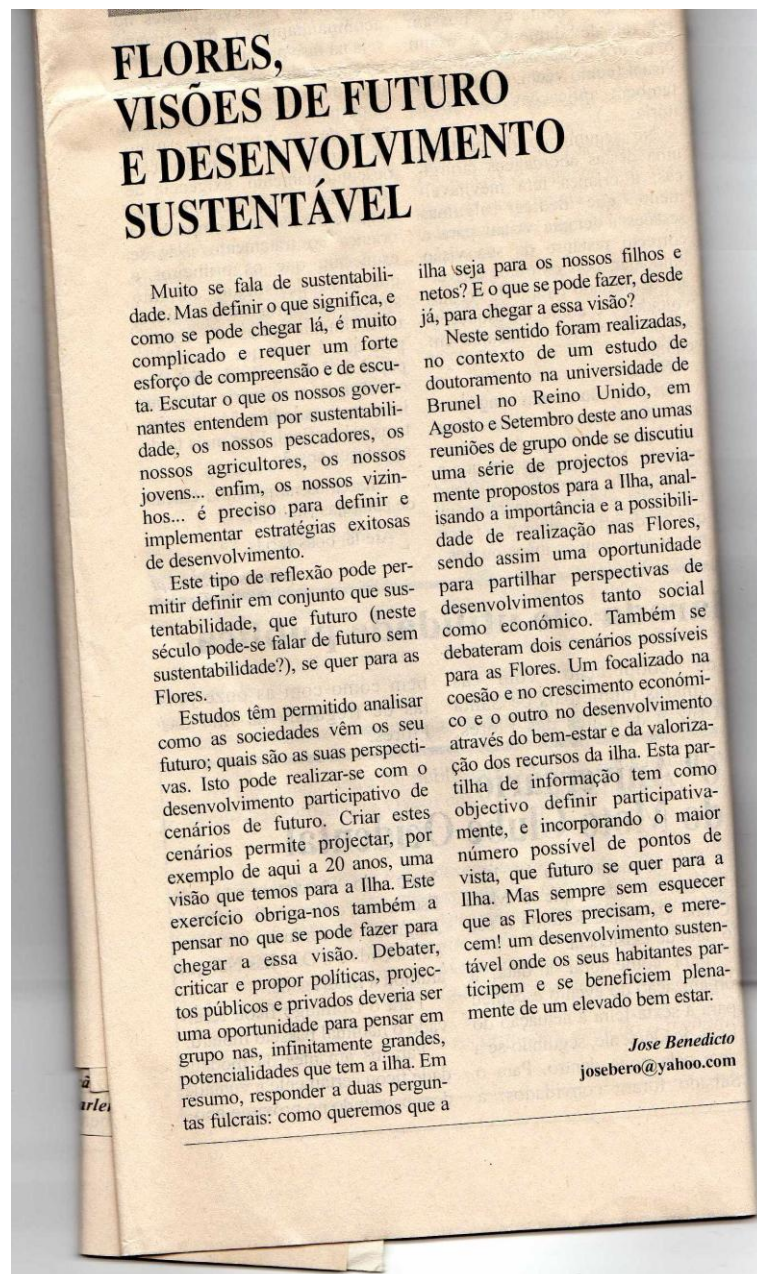 FLORES,
VISÕES DE FUTURO
E DESENVOLVIMENTO
SUSTENTÁVEL
Muito se fala de sustentabili-
dade. Mas definir o que significa, e
como se pode chegar lá, é muito
complicado e requer um forte
esforço de compreensão e de escu-
ta. Escutar o que os nossos gover-
nantes entendem por sustentabili-
dade, os nossos pescadores, os
nossos agricultores, os nossos
jovens... enfim, os nossos vizin-
hos... é preciso para definir e
implementar estratégias exitosas
de desenvolvimento.
Este tipo de reflexão pode per-
mitir definir em conjunto que sus-
tentabilidade, que futuro (neste
século pode-se falar de futuro sem
sustentabilidade?), se quer para as
Flores.
Estudos têm permitido analisar
como as sociedades vêm os seu
futuro; quais são as suas perspecti-
vas. Isto pode realizar-se com o
desenvolvimento participativo de
cenários de futuro. Criar estes
cenários permite projectar, por
exemplo de aqui a 20 anos, uma
visão que temos para a Ilha. Este
exercício obriga-nos também a
pensar no que se pode fazer para
chegar a essa visão. Debater,
criticar e propor políticas, projec-
tos públicos e privados deveria ser
uma oportunidade para pensar em
grupo nas, infinitamente grandes,
potencialidades que tem a ilha. Em
resumo, responder a duas pergun-
tas fulcrais: como queremos que a
ilha seja para os nossos filhos e
netos? E o que se pode fazer, desde
já, para chegar a essa visão?
Neste sentido foram realizadas,
no contexto de um estudo de
doutoramento na universidade de
Brunel no Reino Unido, em
Agosto e Setembro deste ano umas
reuniões de grupo onde se discutiu
uma série de projectos previa-
mente propostos para a Ilha, anal-
isando a importância e a possibili-
dade de realização nas Flores,
sendo assim uma oportunidade
para partilhar perspectivas de
desenvolvimentos tanto social
como económico. Também se
debateram dois cenários possíveis
para as Flores. Um focalizado na
coesão e no crescimento económi-
co e o outro no desenvolvimento
através do bem-estar e da valoriza-
ção dos recursos da ilha. Esta par-
tilha de informação tem como
objectivo definir participativa-
mente, e incorporando o maior
número possível de pontos de
vista, que futuro se quer para a
Ilha. Mas sempre sem esquecer
que as Flores precisam, e mere-
cem! um desenvolvimento susten-
tável onde os seus habitantes par-
ticipem e se beneficiem plena-
mente de um elevado bem estar.
Jose Benedicto
josebero@yahoo.com